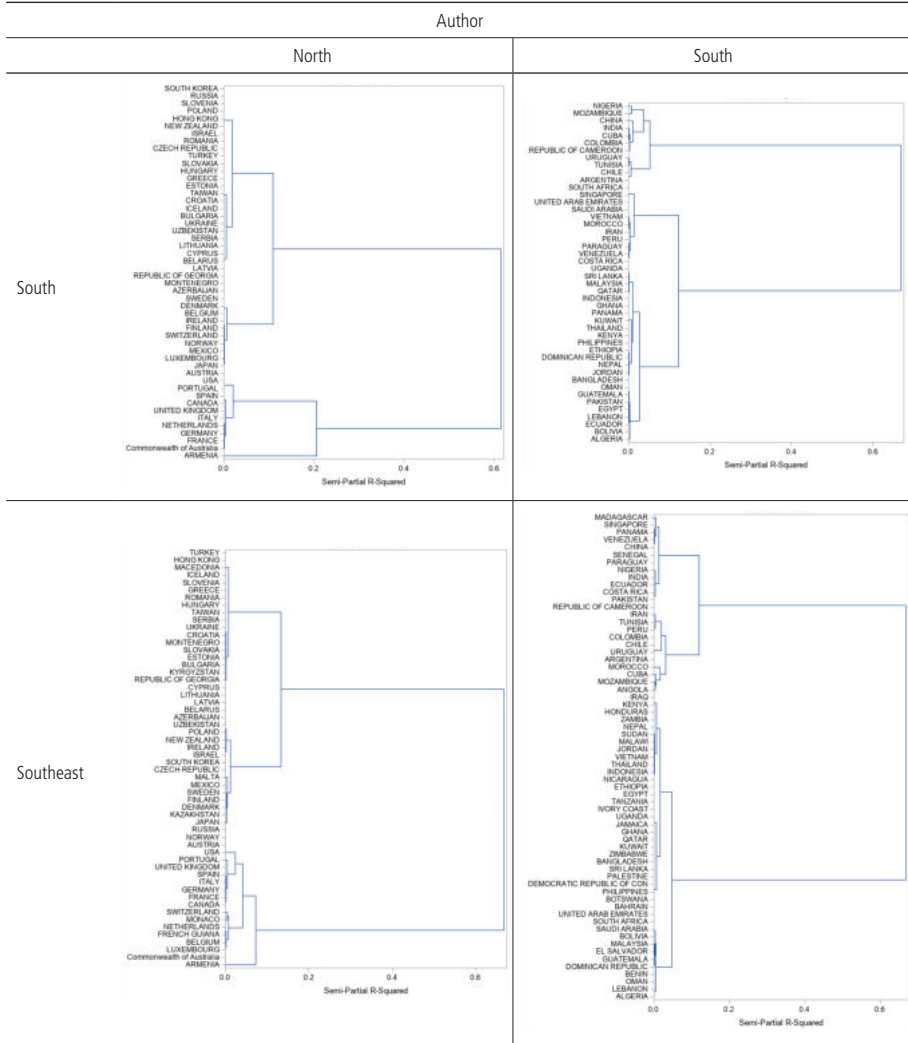 Author
North
South
South
SOUTH KOREA
RUSSIA
SLOVENIA
POLAND
HONG KONG
NEW ZEALAND
ISRAEL
ROMANIA
CZECH REPUBLIC
TURKEY
SLOVAKIA
HUNGARY
GREECE
ESTONIA
TAIWAN
CROATIA
ICELAND
BULGARIA
UKRAINE
UZBEKISTAN
SERBIA
LITHUANIA
CYPRUS
BELARUS
LATVIA
REPUBLIC OF GEORGIA
MONTENEGRO
AZERBAIJAN
SWEDEN
DENMARK
BELGIUM
IRELAND
FINLAND
SWITZERLAND
NORWAY
MEXICO
LUXEMBOURG
JAPAN
AUSTRIA
USA
PORTUGAL
SPAIN
CANADA
UNITED KINGDOM
ITALY
NETHERLANDS
GERMANY
FRANCE
Commonwealth of Australia
ARMENIA
0.0 0.2 0.4 0.6
Semi-Partial R-Squared
NIGERIA
MOZAMBIQUE
CHINA
INDIA
CUBA
COLOMBIA
REPUBLIC OF CAMEROON
URUGUAY
TUNISIA
CHILE
ARGENTINA
SOUTH AFRICA
SINGAPORE
UNITED ARAB EMIRATES
SAUDI ARABIA
VIETNAM
MOROCCO
IRAN
PERU
PARAGUAY
VENEZUELA
COSTA RICA
UGANDA
SRI LANKA
MALAYSIA
QATAR
INDONESIA
GHANA
PANAMA
KUWAIT
THAILAND
KENYA
PHILIPPINES
ETHIOPIA
DOMINICAN REPUBLIC
NEPAL
JORDAN
BANGLADESH
OMAN
GUATEMALA
PAKISTAN
EGYPT
LEBANON
ECUADOR
BOLIVIA
ALGERIA
0.0 0.2 0.4 0.6
Semi-Partial R-Squared
Southeast
TURKEY
HONG KONG
MACEDONIA
ICELAND
SLOVENIA
GREECE
ROMANIA
HUNGARY
TAIWAN
SERBIA
UKRAINE
CROATIA
MONTENEGRO
SLOVAKIA
ESTONIA
BULGARIA
KYRGYZSTAN
REPUBLIC OF GEORGIA
CYPRUS
LITHUANIA
LATVIA
BELARUS
AZERBAIJAN
UZBEKISTAN
POLAND
NEW ZEALAND
IRELAND
ISRAEL
SOUTH KOREA
CZECH REPUBLIC
MALTA
MEXICO
SWEDEN
FINLAND
DENMARK
KAZAKHSTAN
JAPAN
RUSSIA
NORWAY
AUSTRIA
USA
PORTUGAL
UNITED KINGDOM
SPAIN
ITALY
GERMANY
FRANCE
CANADA
SWITZERLAND
MONACO
NETHERLANDS
FRENCH GUIANA
BELGIUM
LUXEMBOURG
Commonwealth of Australia
ARMENIA
0.0 0.2 0.4 0.6
Semi-Partial R-Squared
MADAGASCAR
SINGAPORE
PANAMA
VENEZUELA
CHINA
SENEGAL
PARAGUAY
NIGERIA
INDIA
ECUADOR
COSTA RICA
PAKISTAN
REPUBLIC OF CAMEROON
IRAN
TUNISIA
PERU
COLOMBIA
CHILE
URUGUAY
ARGENTINA
MOROCCO
CUBA
MOZAMBIQUE
ANGOLA
IRAQ
KENYA
HONDURAS
ZAMBIA
NEPAL
SUDAN
MALAWI
JORDAN
VIETNAM
THAILAND
INDONESIA
NICARAGUA
ETHIOPIA
EGYPT
TANZANIA
IVORY COAST
UGANDA
JAMAICA
GHANA
QATAR
KUWAIT
ZIMBABWE
BANGLADESH
SRI LANKA
PALESTINE
DEMOCRATIC REPUBLIC OF CON
PHILIPPINES
BOTSWANA
BAHRAIN
UNITED ARAB EMIRATES
SOUTH AFRICA
SAUDI ARABIA
BOLIVIA
MALAYSIA
EL SALVADOR
GUATEMALA
DOMINICAN REPUBLIC
BENIN
OMAN
LEBANON
ALGERIA
0.0 0.2 0.4 0.6
Semi-Partial R-Squared